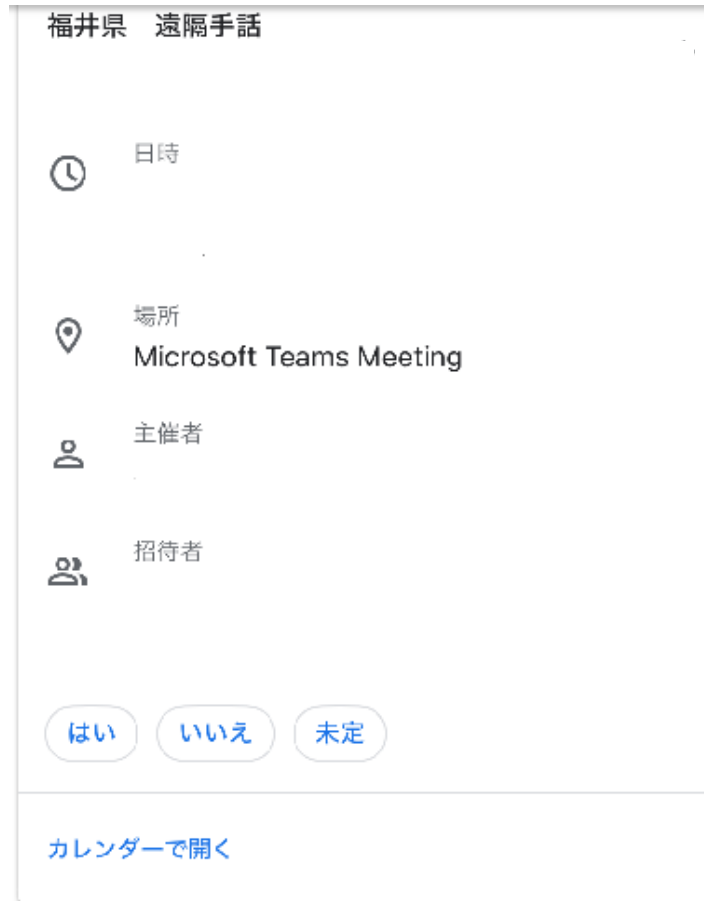 福井県　遠隔手話
日時
場所
Microsoft Teams Meeting
主催者
招待者
はい いいえ 未定
カレンダーで開く